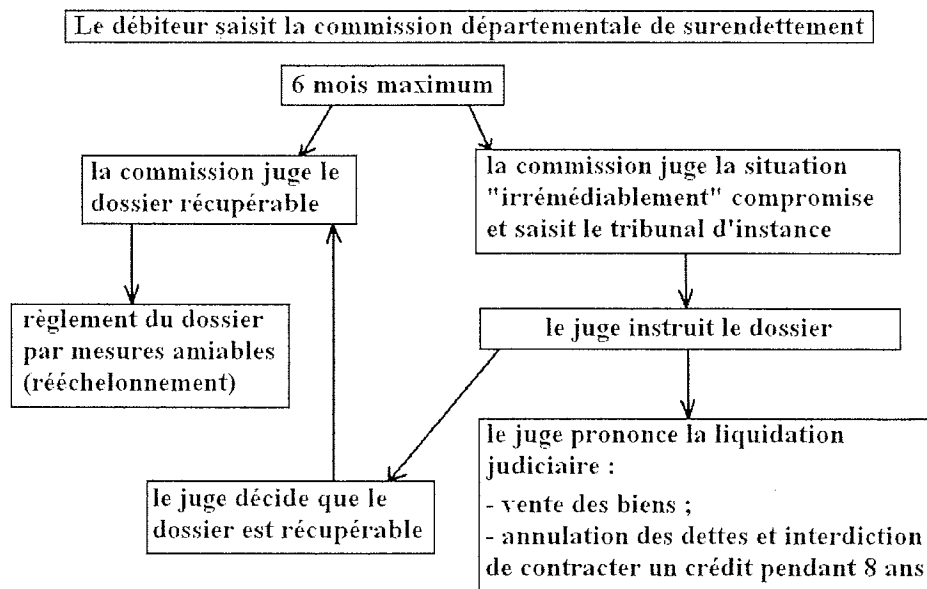 Le débiteur saisit la commission départementale de surendettement
6 mois maximum
la commission juge le
dossier récupérable
la commission juge la situation
"irrémédiablement" compromise
et saisit le tribunal d'instance
règlement du dossier
par mesures amiables
(rééchelonnement)
le juge instruit le dossier
le juge décide que le
dossier est récupérable
le juge prononce la liquidation
judiciaire :
- vente des biens ;
- annulation des dettes et interdiction
de contracter un crédit pendant 8 ans